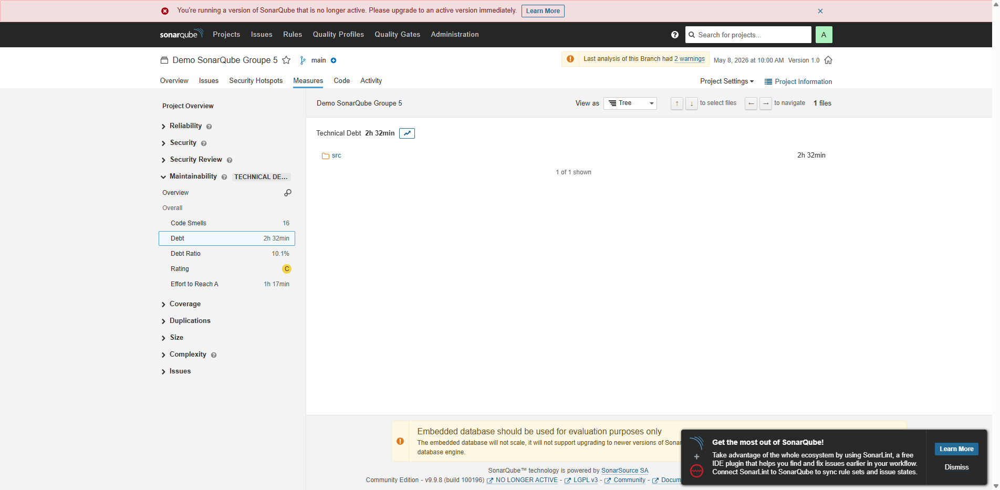 You're running a version of SonarQube that is no longer active. Please upgrade to an active version immediately. Learn More
sonarqube Projects Issues Rules Quality Profiles Quality Gates Administration Search for projects... A
Demo SonarQube Groupe 5 main Last analysis of this Branch had 2 warnings May 8, 2026 at 10:00 AM Version 1.0
Overview Issues Security Hotspots Measures Code Activity Project Settings Project Information
Project Overview
Reliability
Security
Security Review
Maintainability TECHNICAL DE...
Overview
Overall
Code Smells 16
Debt 2h 32min
Debt Ratio 10.1%
Rating C
Effort to Reach A 1h 17min
Coverage
Duplications
Size
Complexity
Issues
Demo SonarQube Groupe 5 View as Tree ↑ ↓ to select files ← → to navigate 1 files
Technical Debt 2h 32min
src 2h 32min
1 of 1 shown
Embedded database should be used for evaluation purposes only
The embedded database will not scale, it will not support upgrading to newer versions of Sonar
database engine.
SonarQube™ technology is powered by SonarSource SA
Community Edition - v9.9.8 (build 100196) NO LONGER ACTIVE - LGPL v3 - Community - Docum
Get the most out of SonarQube!
Take advantage of the whole ecosystem by using SonarLint, a free
IDE plugin that helps you find and fix issues earlier in your workflow.
Connect SonarLint to SonarQube to sync rule sets and issue states.
Learn More
Dismiss